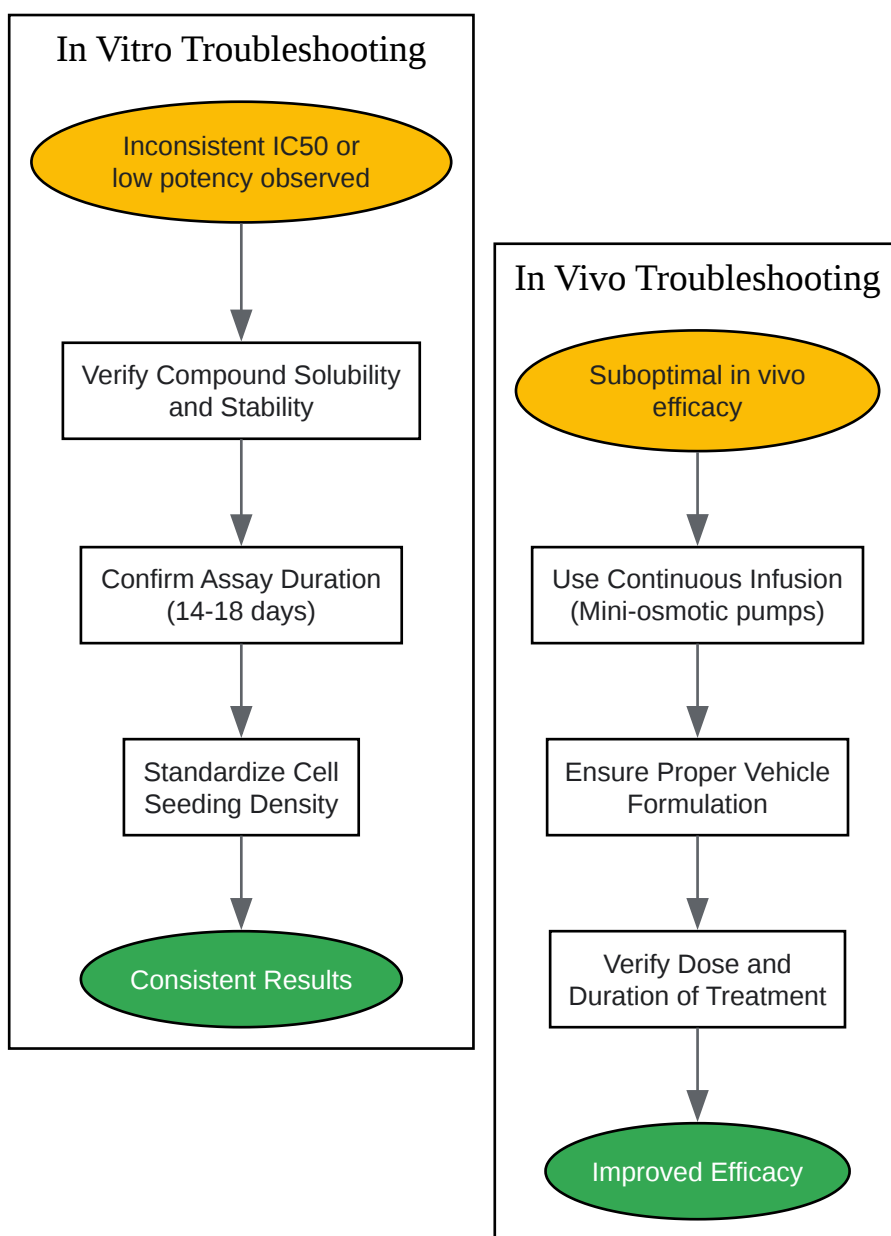 In Vitro Troubleshooting
Inconsistent IC50 or
low potency observed
Verify Compound Solubility
and Stability
Confirm Assay Duration
(14-18 days)
Standardize Cell
Seeding Density
Consistent Results
In Vivo Troubleshooting
Suboptimal in vivo
efficacy
Use Continuous Infusion
(Mini-osmotic pumps)
Ensure Proper Vehicle
Formulation
Verify Dose and
Duration of Treatment
Improved Efficacy